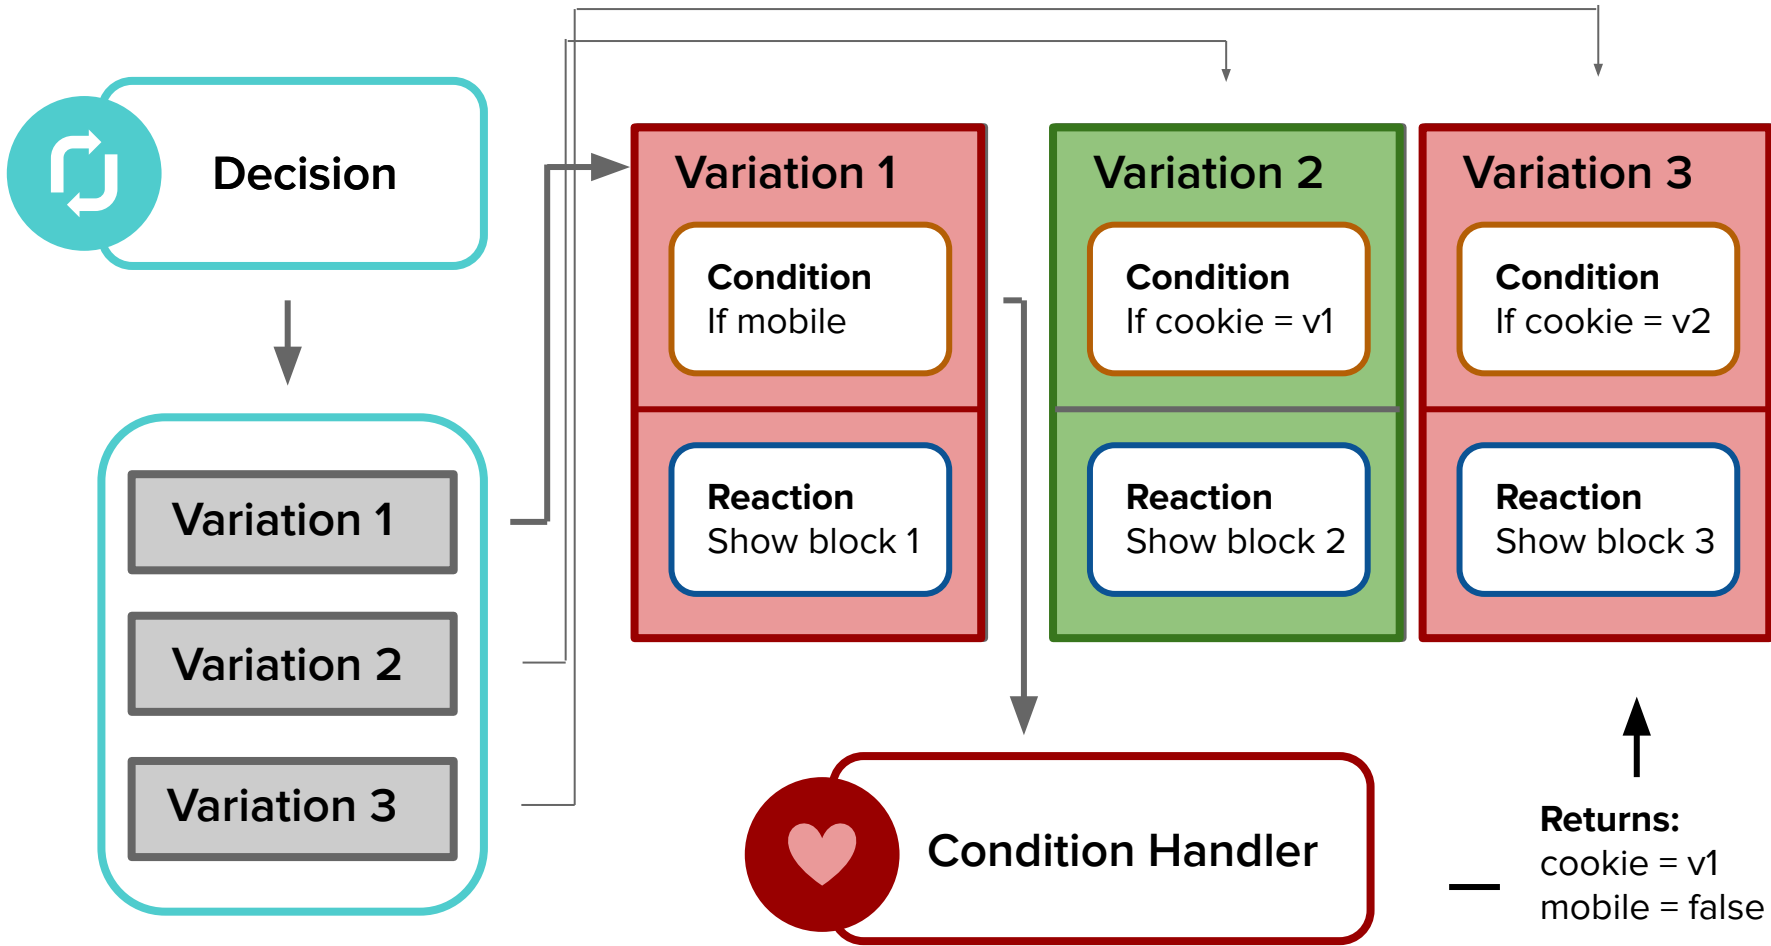 Decision
Variation 1
Variation 2
Variation 3
Variation 1
Condition
If mobile
Reaction
Show block 1
Variation 2
Condition
If cookie = v1
Reaction
Show block 2
Variation 3
Condition
If cookie = v2
Reaction
Show block 3
Condition Handler
Returns:
cookie = v1
mobile = false